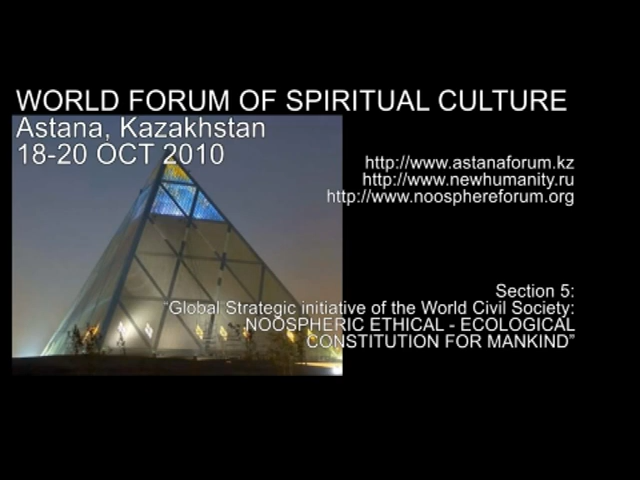 WORLD FORUM OF SPIRITUAL CULTURE
Astana, Kazakhstan
18-20 OCT 2010
http://www.astanaforum.kz
http://www.newhumanity.ru
http://www.noosphereforum.org
Section 5:
“Global Strategic initiative of the World Civil Society:
NOOSPHERIC ETHICAL - ECOLOGICAL
CONSTITUTION FOR MANKIND”